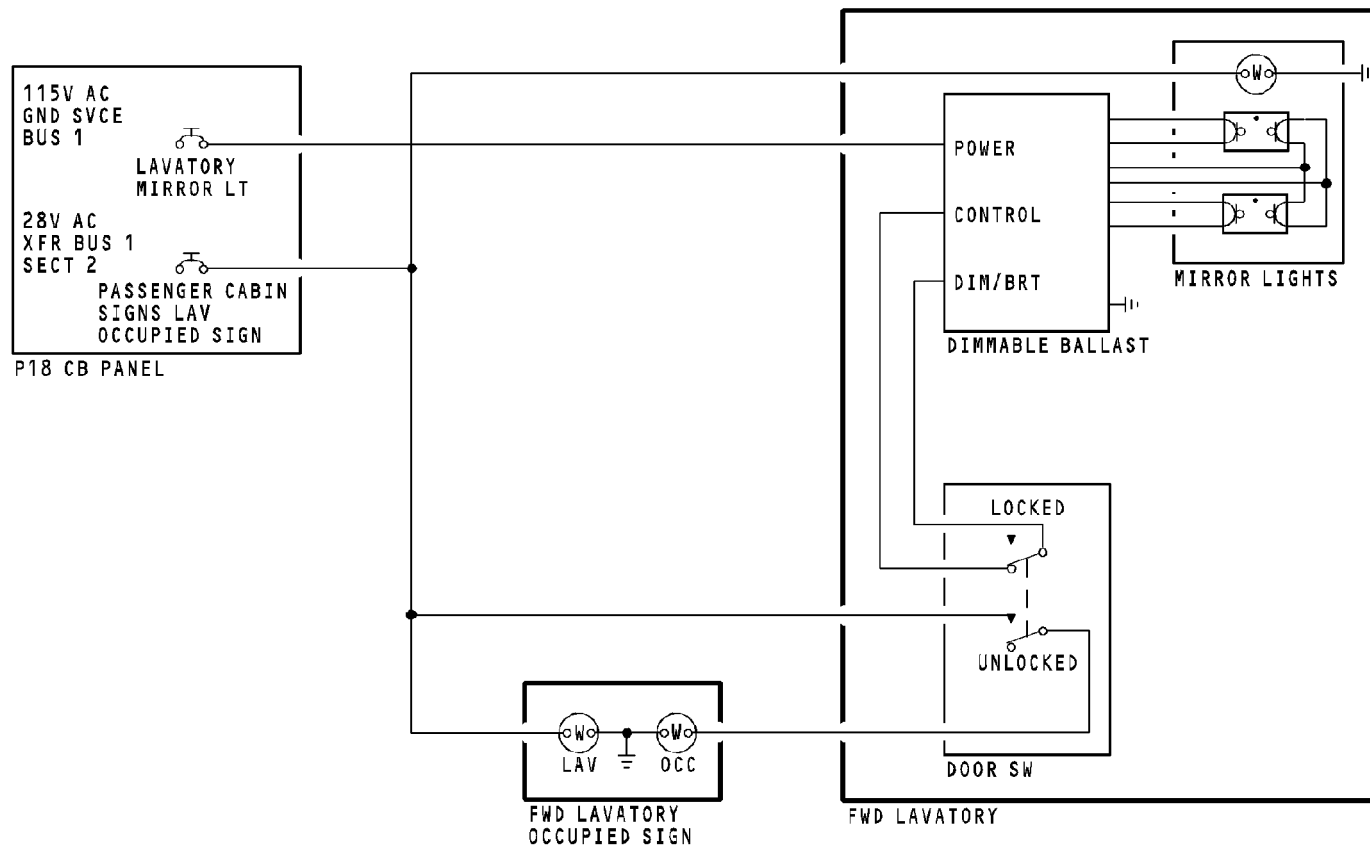 115V AC
GND SVCE
BUS 1
LAVATORY
MIRROR LT
28V AC
XFR BUS 1
SECT 2
PASSENGER CABIN
SIGNS LAV
OCCUPIED SIGN
P18 CB PANEL
W
POWER
CONTROL
DIM/BRT
DIMMABLE BALLAST
MIRROR LIGHTS
LOCKED
UNLOCKED
DOOR SW
W
W
LAV
OCC
FWD LAVATORY
OCCUPIED SIGN
FWD LAVATORY